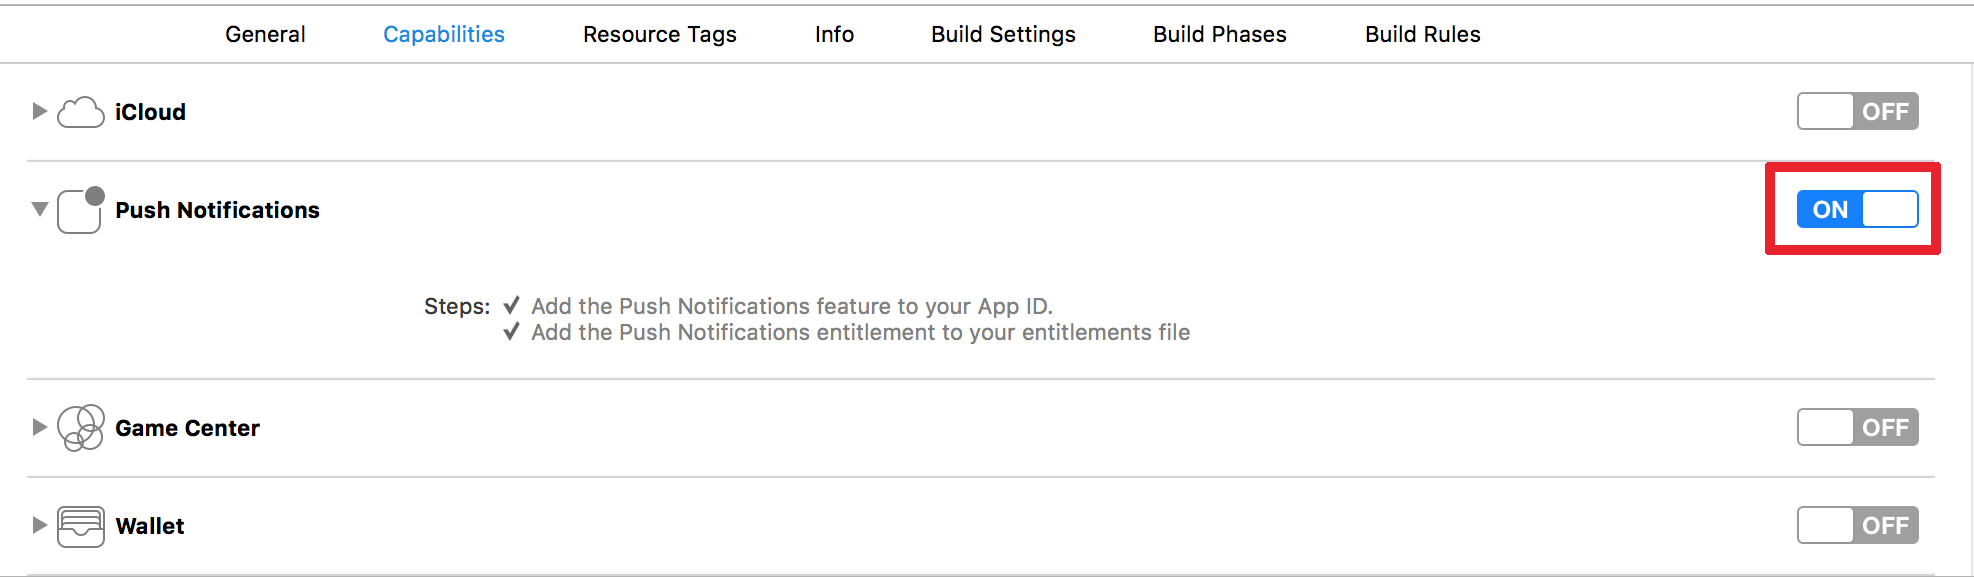 General Capabilities Resource Tags Info Build Settings Build Phases Build Rules
iCloud OFF
Push Notifications ON
Steps: ✓ Add the Push Notifications feature to your App ID.
✓ Add the Push Notifications entitlement to your entitlements file
Game Center OFF
Wallet OFF